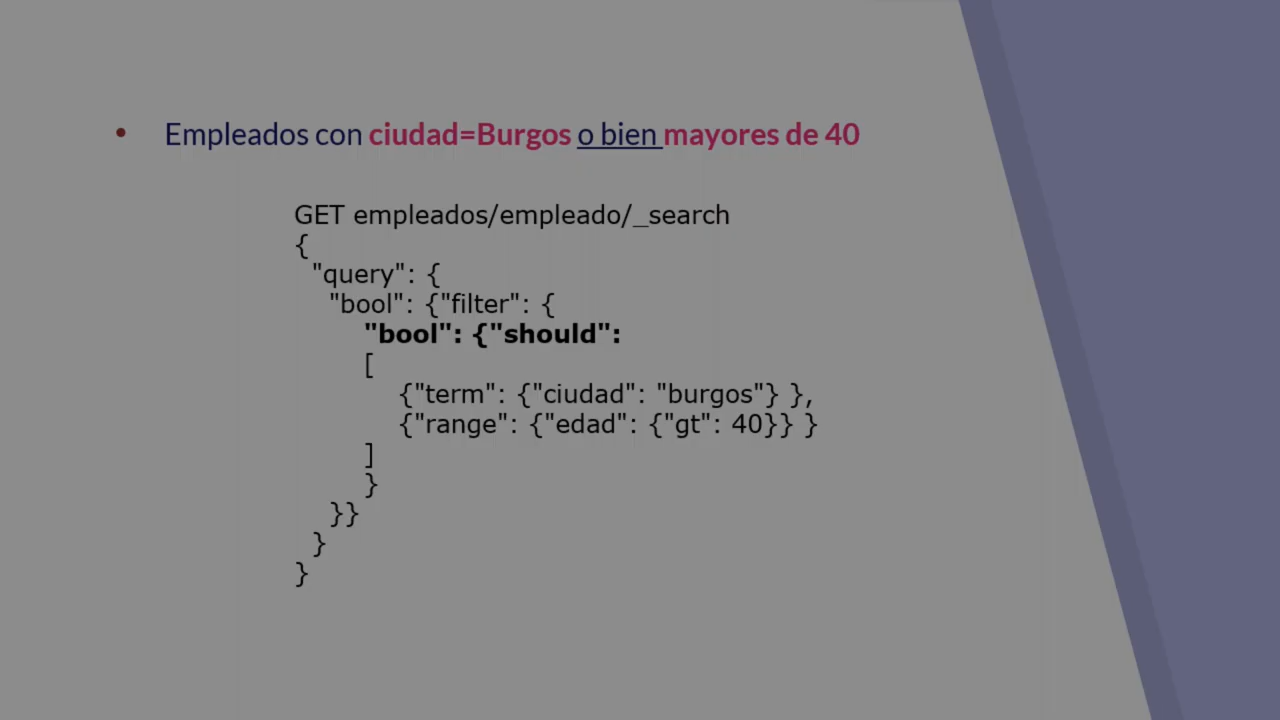 • Empleados con ciudad=Burgos o bien mayores de 40
GET empleados/empleado/_search
{
"query": {
"bool": {"filter": {
"bool": {"should":
[
{"term": {"ciudad": "burgos"} },
{"range": {"edad": {"gt": 40}} }
]
}
}}
}
}